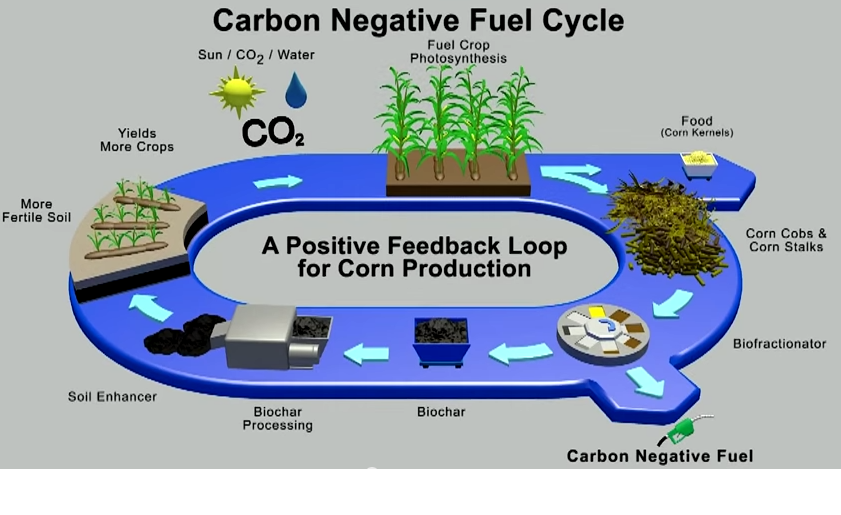 Carbon Negative Fuel Cycle
Sun / CO₂ / Water
Fuel Crop
Photosynthesis
CO₂
Food
(Corn Kernels)
Yields
More Crops
More
Fertile Soil
A Positive Feedback Loop
for Corn Production
Corn Cobs &
Corn Stalks
Biofractionator
Soil Enhancer
Biochar
Processing
Biochar
Carbon Negative Fuel